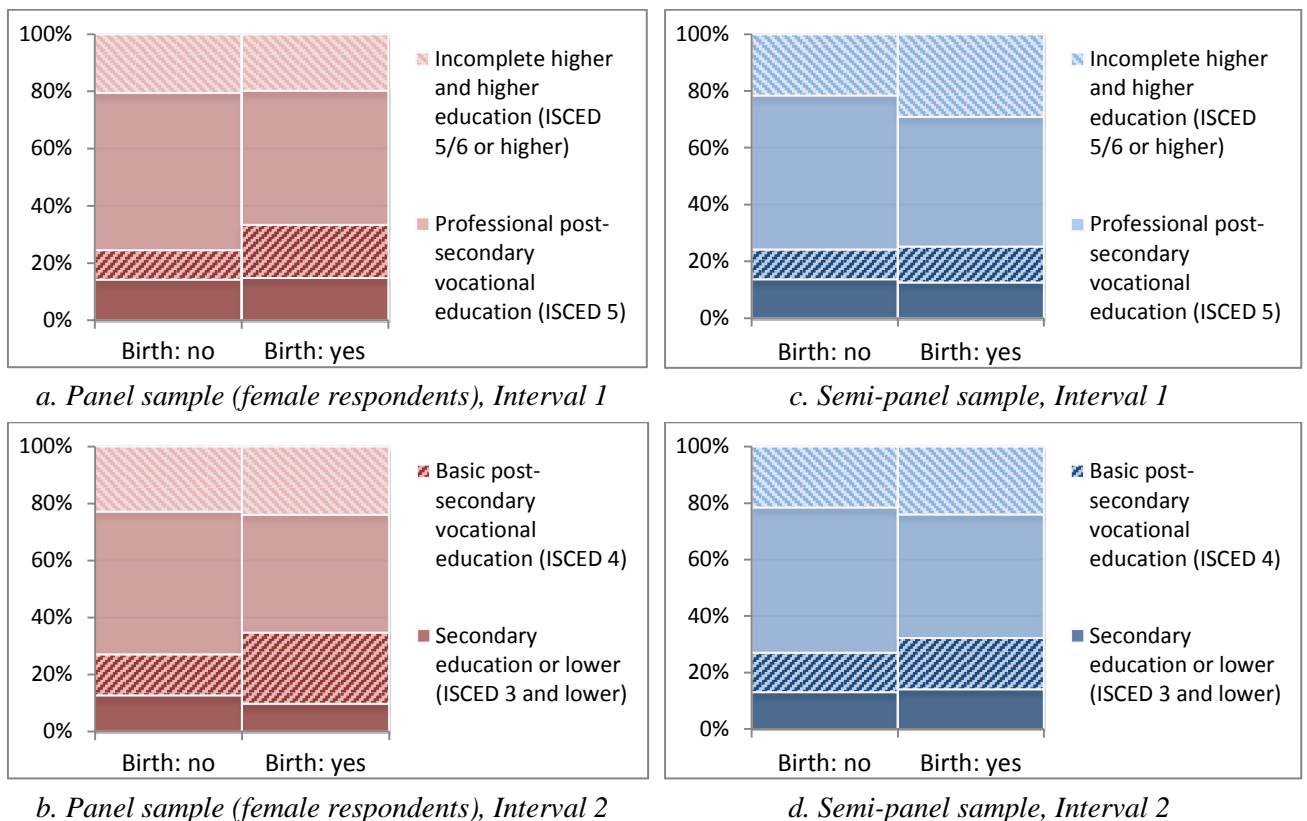 100%
80%
60%
40%
20%
0%
Birth: no
Birth: yes
Incomplete higher
and higher
education (ISCED
5/6 or higher)
Professional post-
secondary
vocational
education (ISCED 5)
a. Panel sample (female respondents), Interval 1
100%
80%
60%
40%
20%
0%
Birth: no
Birth: yes
Incomplete higher
and higher
education (ISCED
5/6 or higher)
Professional post-
secondary
vocational
education (ISCED 5)
c. Semi-panel sample, Interval 1
100%
80%
60%
40%
20%
0%
Birth: no
Birth: yes
Basic post-
secondary
vocational
education (ISCED 4)
Secondary
education or lower
(ISCED 3 and lower)
b. Panel sample (female respondents), Interval 2
100%
80%
60%
40%
20%
0%
Birth: no
Birth: yes
Basic post-
secondary
vocational
education (ISCED 4)
Secondary
education or lower
(ISCED 3 and lower)
d. Semi-panel sample, Interval 2